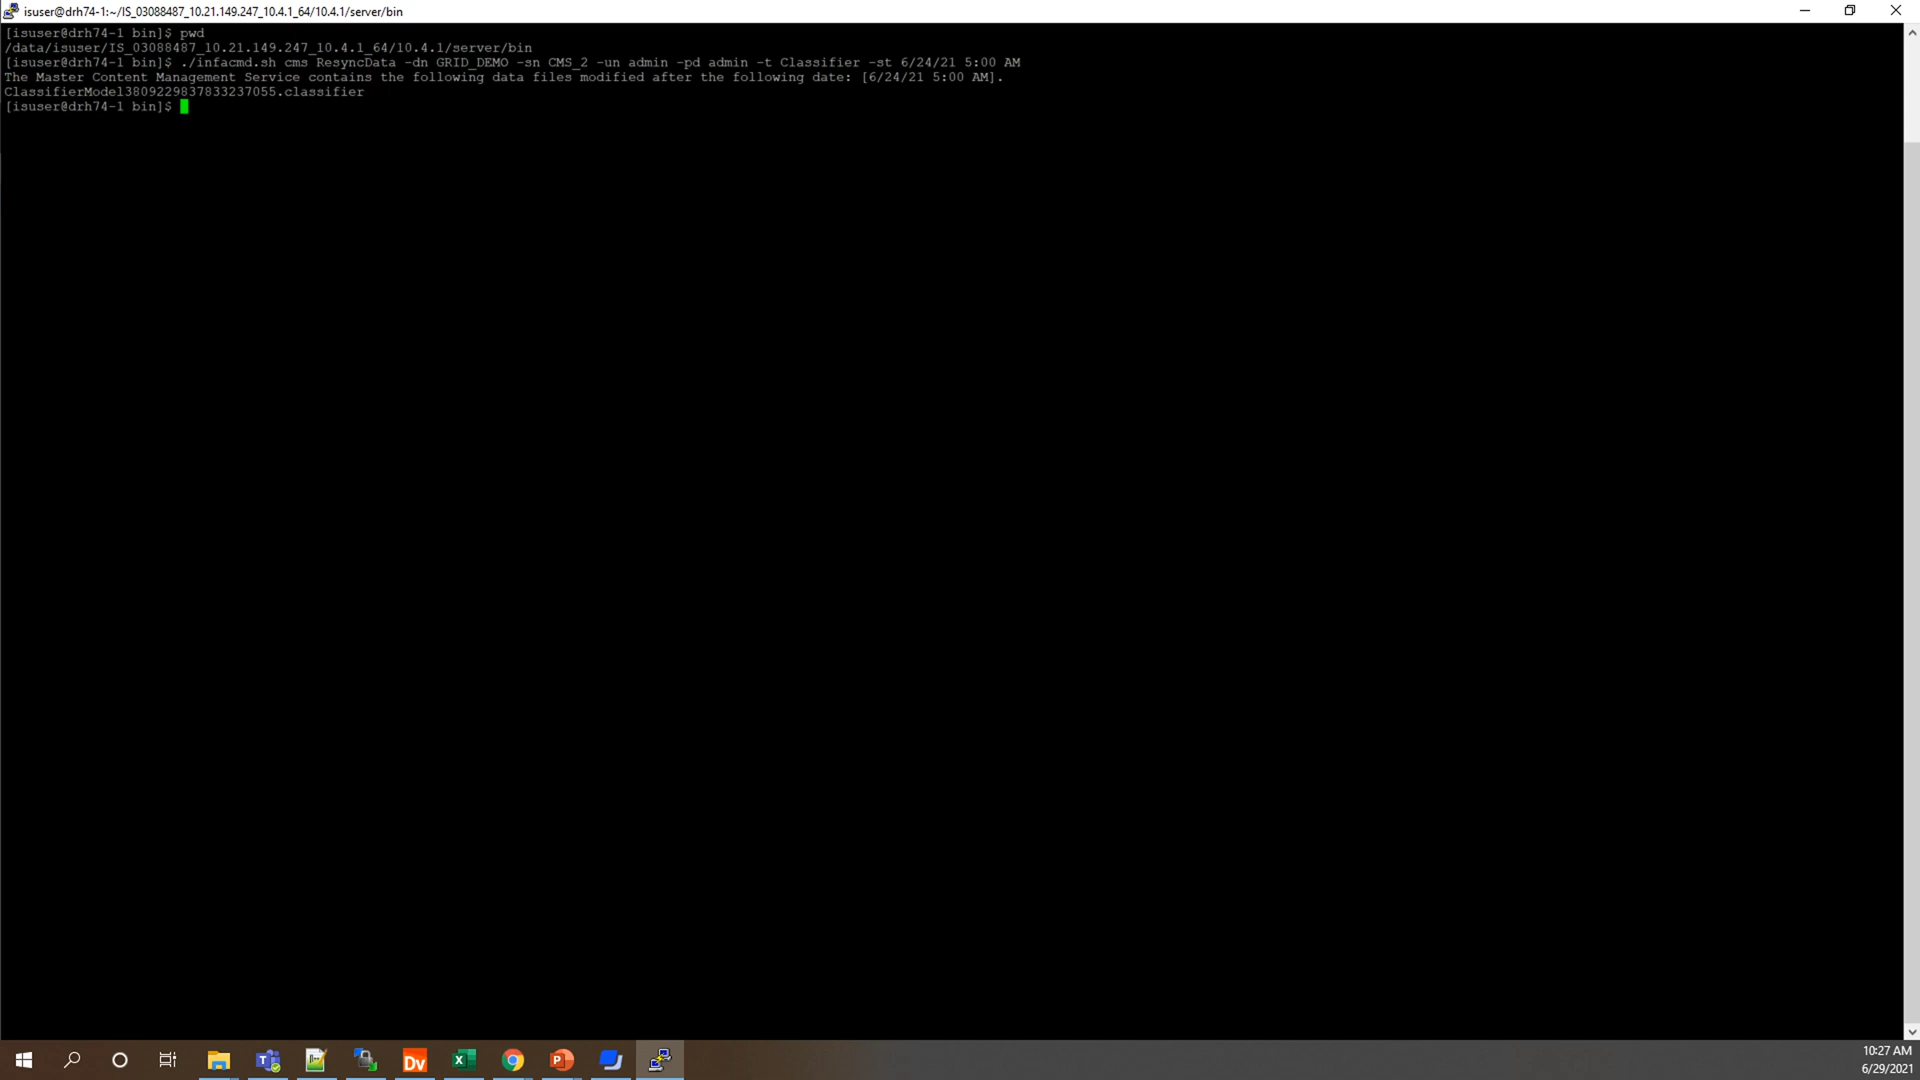 isuser@drh74-1:~/IS_03088487_10.21.149.247_10.4.1_64/10.4.1/server/bin
[isuser@drh74-1 bin]$ pwd
/data/isuser/IS_03088487_10.21.149.247_10.4.1_64/10.4.1/server/bin
[isuser@drh74-1 bin]$ ./infacmd.sh cms ResyncData -dn GRID_DEMO -sn CMS_2 -un admin -pd admin -t Classifier -st 6/24/21 5:00 AM
The Master Content Management Service contains the following data files modified after the following date: [6/24/21 5:00 AM].
ClassifierModel3809229837833237055.classifier
[isuser@drh74-1 bin]$
Dv
10:27 AM
6/29/2021